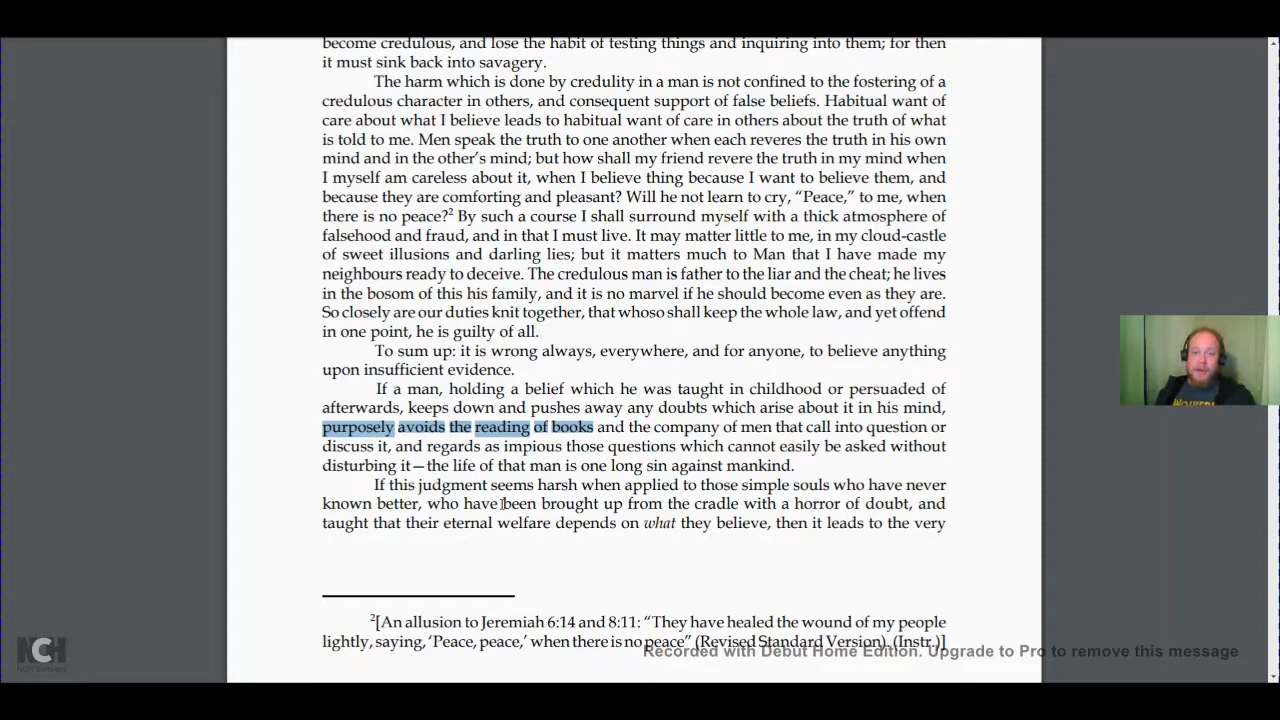 become credulous, and lose the habit of testing things and inquiring into them; for then
it must sink back into savagery.
The harm which is done by credulity in a man is not confined to the fostering of a
credulous character in others, and consequent support of false beliefs. Habitual want of
care about what I believe leads to habitual want of care in others about the truth of what
is told to me. Men speak the truth to one another when each reveres the truth in his own
mind and in the other's mind; but how shall my friend revere the truth in my mind when
I myself am careless about it, when I believe thing because I want to believe them, and
because they are comforting and pleasant? Will he not learn to cry, “Peace,” to me, when
there is no peace?2 By such a course I shall surround myself with a thick atmosphere of
falsehood and fraud, and in that I must live. It may matter little to me, in my cloud-castle
of sweet illusions and darling lies; but it matters much to Man that I have made my
neighbours ready to deceive. The credulous man is father to the liar and the cheat; he lives
in the bosom of this his family, and it is no marvel if he should become even as they are.
So closely are our duties knit together, that whoso shall keep the whole law, and yet offend
in one point, he is guilty of all.
To sum up: it is wrong always, everywhere, and for anyone, to believe anything
upon insufficient evidence.
If a man, holding a belief which he was taught in childhood or persuaded of
afterwards, keeps down and pushes away any doubts which arise about it in his mind,
purposely avoids the reading of books and the company of men that call into question or
discuss it, and regards as impious those questions which cannot easily be asked without
disturbing it—the life of that man is one long sin against mankind.
If this judgment seems harsh when applied to those simple souls who have never
known better, who have been brought up from the cradle with a horror of doubt, and
taught that their eternal welfare depends on what they believe, then it leads to the very
2[An allusion to Jeremiah 6:14 and 8:11: “They have healed the wound of my people
lightly, saying, ‘Peace, peace,’ when there is no peace” (Revised Standard Version). (Instr.)]
Recorded with Debut Home Edition. Upgrade to Pro to remove this message
NCH Software